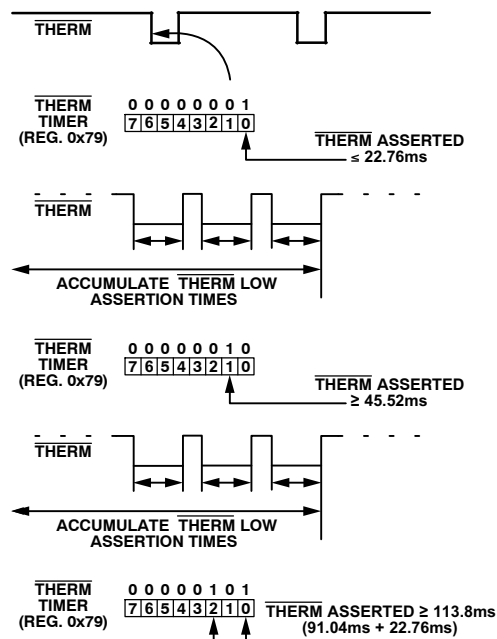 THERM
THERM
TIMER
(REG. 0x79)
0 0 0 0 0 0 0 1
7 6 5 4 3 2 1 0
THERM ASSERTED
≤ 22.76ms
THERM
ACCUMULATE THERM LOW
ASSERTION TIMES
THERM
TIMER
(REG. 0x79)
0 0 0 0 0 0 1 0
7 6 5 4 3 2 1 0
THERM ASSERTED
≥ 45.52ms
THERM
ACCUMULATE THERM LOW
ASSERTION TIMES
THERM
TIMER
(REG. 0x79)
0 0 0 0 0 1 0 1
7 6 5 4 3 2 1 0
THERM ASSERTED ≥ 113.8ms
(91.04ms + 22.76ms)